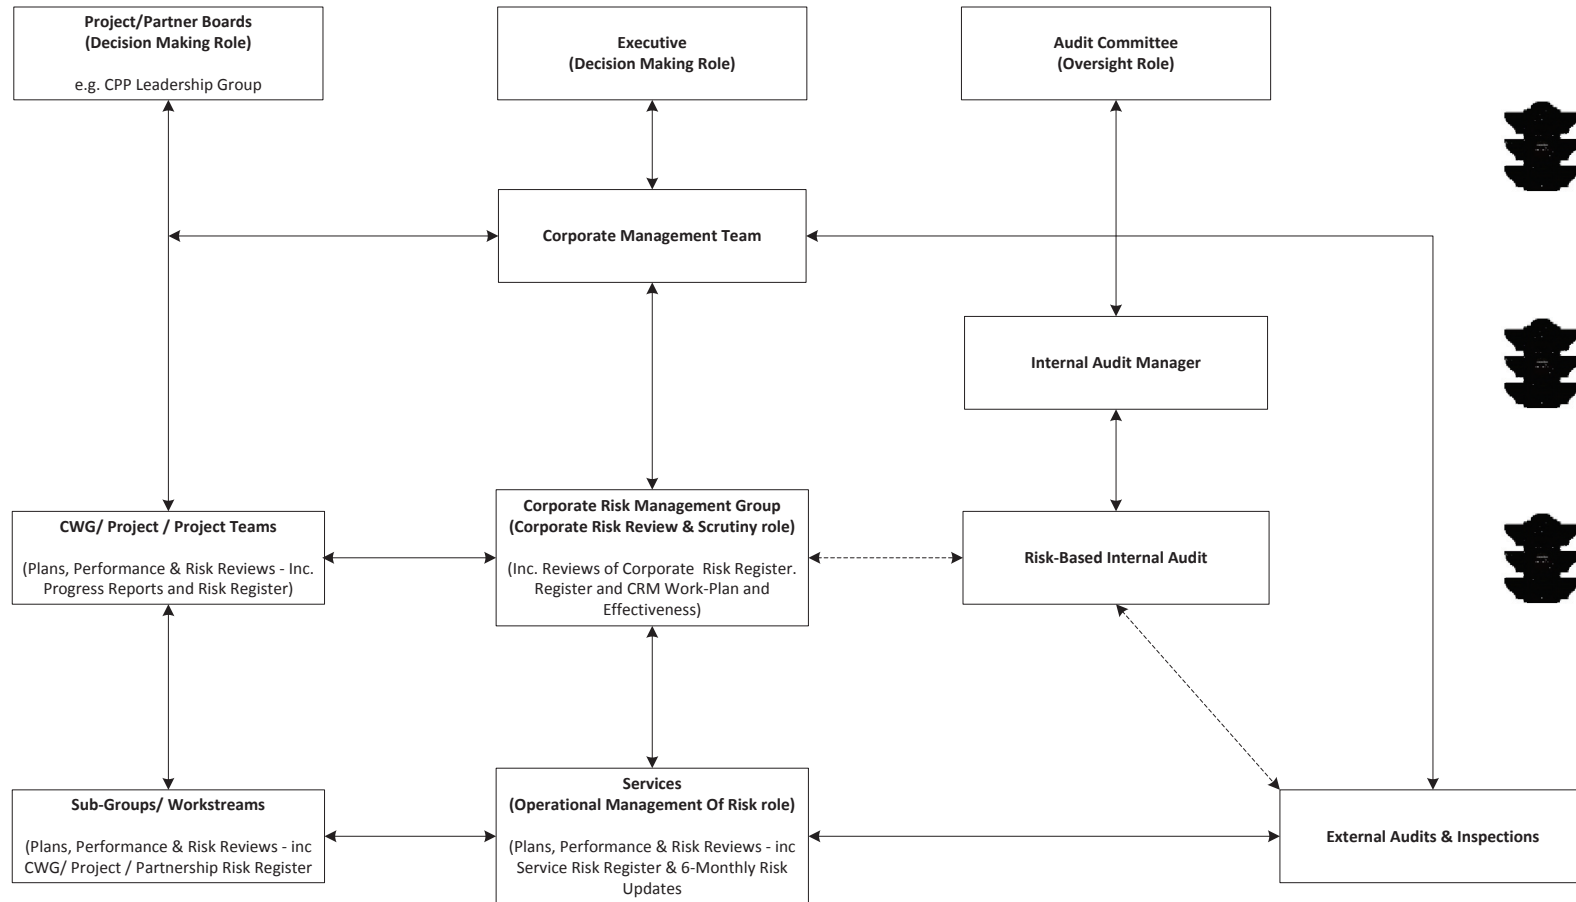 Project/Partner Boards
(Decision Making Role)
e.g. CPP Leadership Group
Executive
(Decision Making Role)
Audit Committee
(Oversight Role)
Corporate Management Team
Internal Audit Manager
CWG/ Project / Project Teams
(Plans, Performance & Risk Reviews - Inc.
Progress Reports and Risk Register)
Corporate Risk Management Group
(Corporate Risk Review & Scrutiny role)
(Inc. Reviews of Corporate  Risk Register.
Register and CRM Work-Plan and
Effectiveness)
Risk-Based Internal Audit
Sub-Groups/ Workstreams
(Plans, Performance & Risk Reviews - inc
CWG/ Project / Partnership Risk Register
Services
(Operational Management Of Risk role)
(Plans, Performance & Risk Reviews - inc
Service Risk Register & 6-Monthly Risk
Updates
External Audits & Inspections